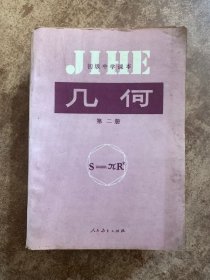 JIHE
初级中学课本
几何
第二册
S=πR²
人民教育出版社